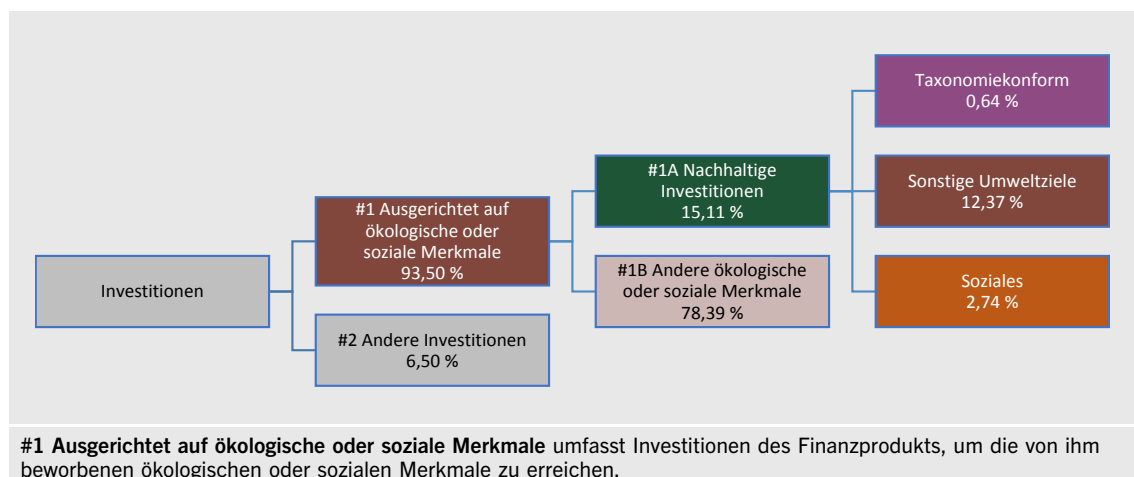 Investitionen
#1 Ausgerichtet auf
ökologische oder
soziale Merkmale
93,50 %
#2 Andere Investitionen
6,50 %
#1A Nachhaltige
Investitionen
15,11 %
#1B Andere ökologische
oder soziale Merkmale
78,39 %
Taxonomiekonform
0,64 %
Sonstige Umweltziele
12,37 %
Soziales
2,74 %
#1 Ausgerichtet auf ökologische oder soziale Merkmale umfasst Investitionen des Finanzprodukts, um die von ihm
beworbenen ökologischen oder sozialen Merkmale zu erreichen.